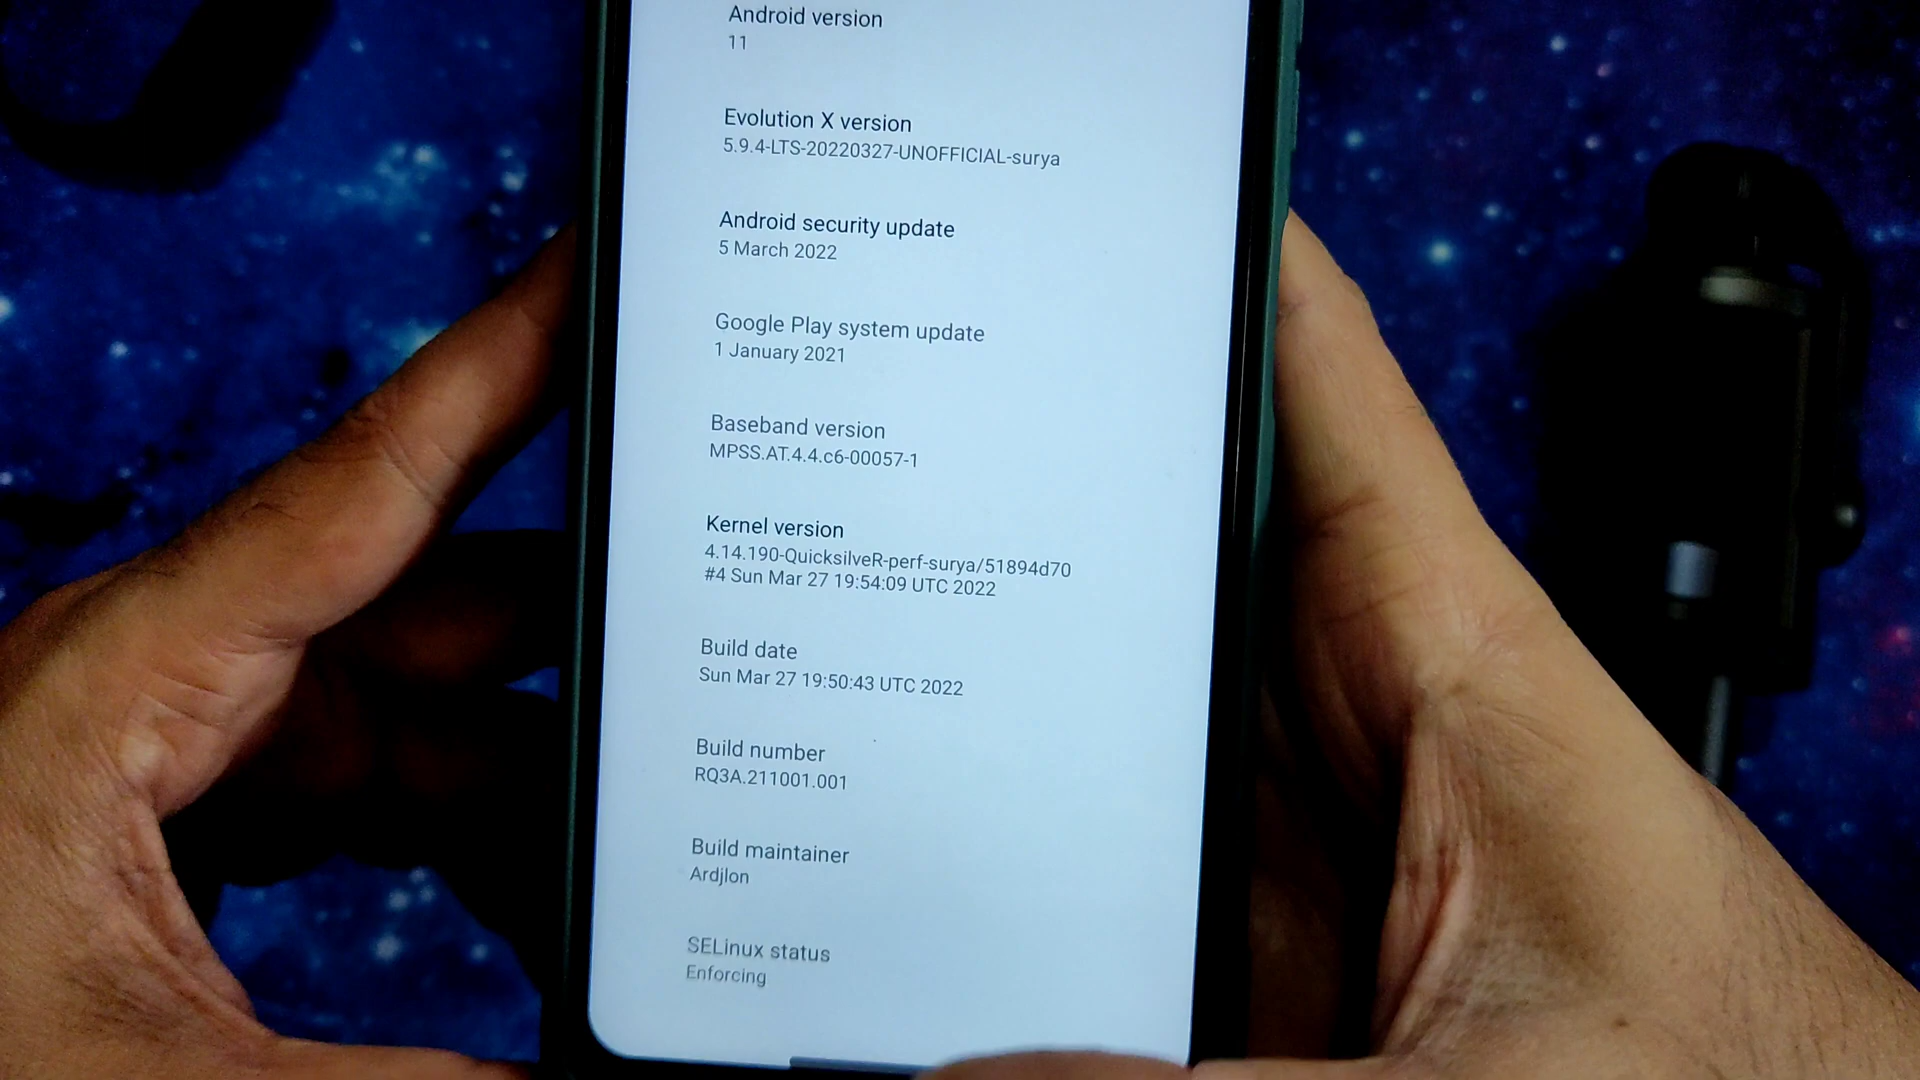 Android version
11
Evolution X version
5.9.4-LTS-20220327-UNOFFICIAL-surya
Android security update
5 March 2022
Google Play system update
1 January 2021
Baseband version
MPSS.AT.4.4.c6-00057-1
Kernel version
4.14.190-QuicksilveR-perf-surya/51894d70
#4 Sun Mar 27 19:54:09 UTC 2022
Build date
Sun Mar 27 19:50:43 UTC 2022
Build number
RQ3A.211001.001
Build maintainer
Ardjlon
SELinux status
Enforcing